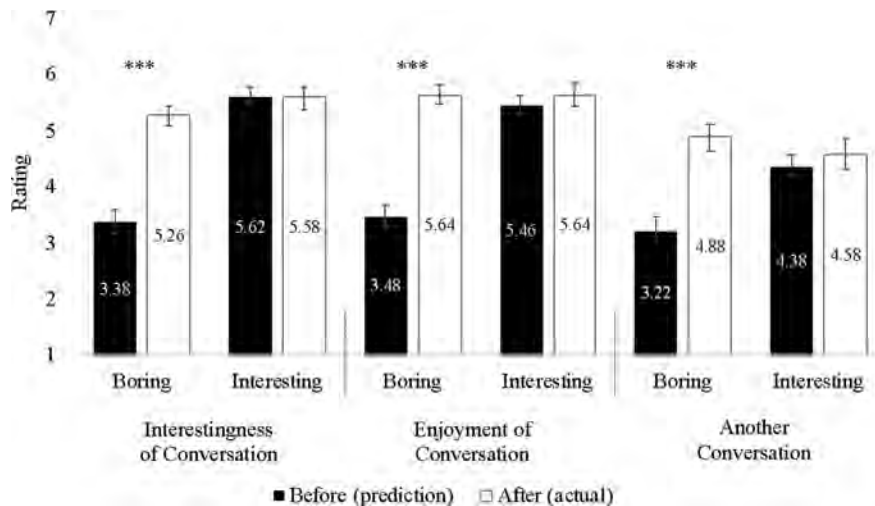 7
6
5
4
3
2
1
Rating
*** *** ***
3.38 5.26 5.62 5.58 3.48 5.64 5.46 5.64 3.22 4.88 4.38 4.58
Boring Interesting Boring Interesting Boring Interesting
Interestingness of Conversation
Enjoyment of Conversation
Another Conversation
Before (prediction) After (actual)